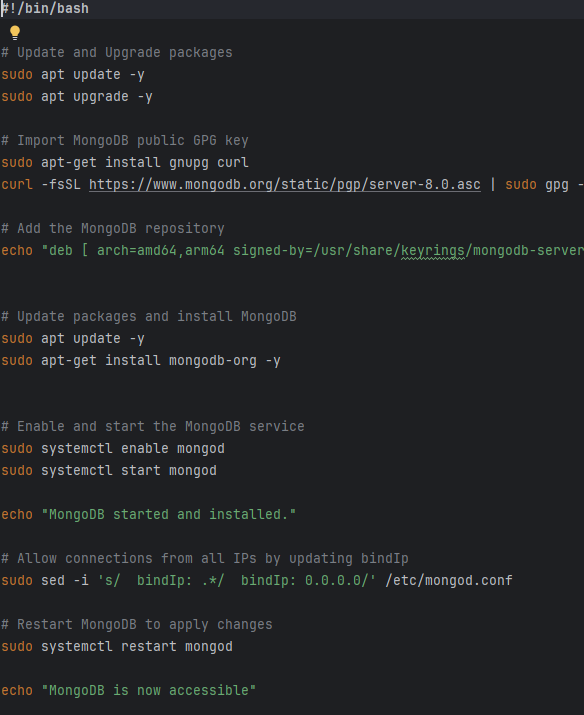 #!/bin/bash
# Update and Upgrade packages
sudo apt update -y
sudo apt upgrade -y
# Import MongoDB public GPG key
sudo apt-get install gnupg curl
curl -fsSL https://www.mongodb.org/static/pgp/server-8.0.asc | sudo gpg -
# Add the MongoDB repository
echo "deb [ arch=amd64,arm64 signed-by=/usr/share/keyrings/mongodb-server
# Update packages and install MongoDB
sudo apt update -y
sudo apt-get install mongodb-org -y
# Enable and start the MongoDB service
sudo systemctl enable mongod
sudo systemctl start mongod
echo "MongoDB started and installed."
# Allow connections from all IPs by updating bindIp
sudo sed -i 's/  bindIp: .*/  bindIp: 0.0.0.0/' /etc/mongod.conf
# Restart MongoDB to apply changes
sudo systemctl restart mongod
echo "MongoDB is now accessible"